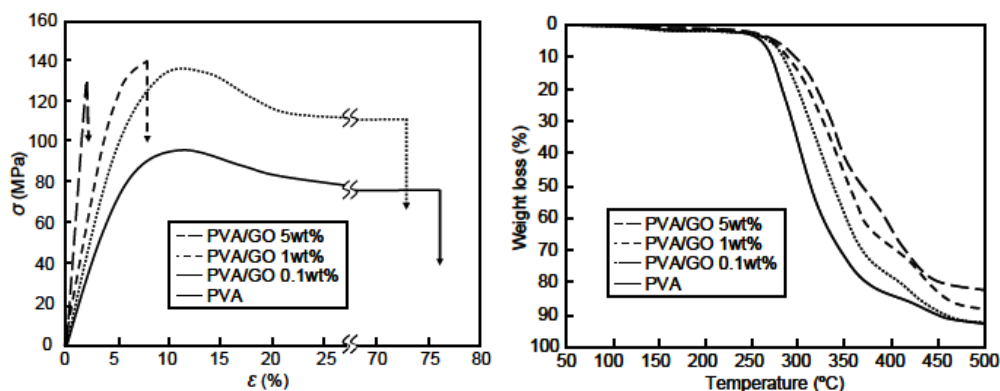 160
140
120
100
80
60
40
20
0
σ (MPa)
PVA/GO 5wt%
PVA/GO 1wt%
PVA/GO 0.1wt%
PVA
0 5 10 15 20 25 70 75 80
ε (%)
0
10
20
30
40
50
60
70
80
90
100
Weight loss (%)
PVA/GO 5wt%
PVA/GO 1wt%
PVA/GO 0.1wt%
PVA
50 100 150 200 250 300 350 400 450 500
Temperature (ºC)